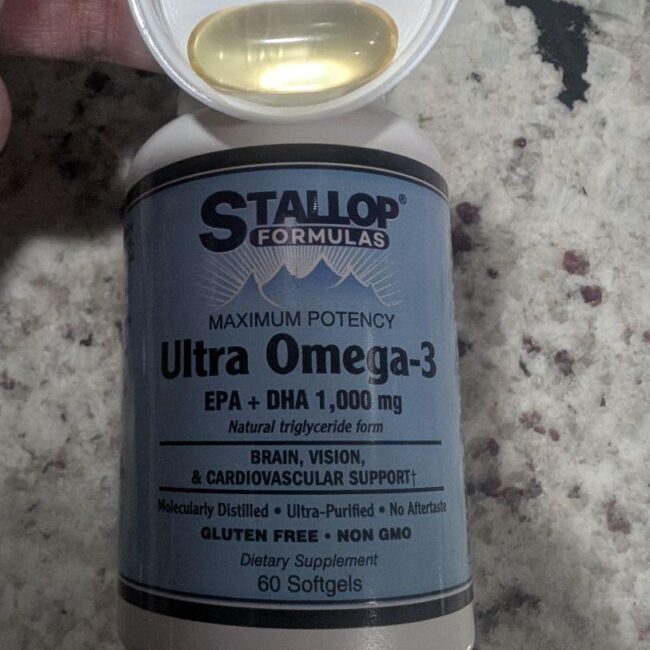 STALLOP®
FORMULAS
MAXIMUM POTENCY
Ultra Omega-3
EPA + DHA 1,000 mg
Natural triglyceride form
BRAIN, VISION,
& CARDIOVASCULAR SUPPORT†
Molecularly Distilled • Ultra-Purified • No Aftertaste
GLUTEN FREE • NON GMO
Dietary Supplement
60 Softgels